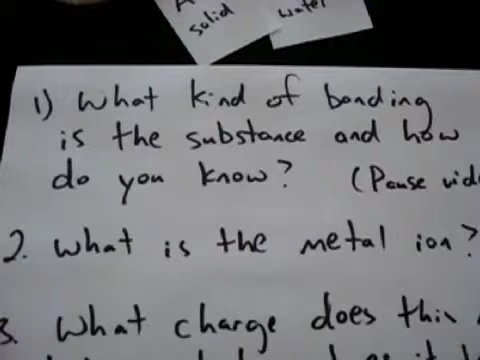 solid
water
1) What kind of bonding
is the substance and how
do you know? (Pause
2. What is the metal ion?
3. What charge does this